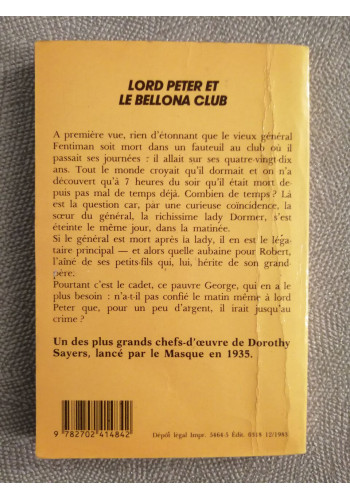 LORD PETER ET
LE BELLONA CLUB
A première vue, rien d'étonnant que le vieux général
Fentiman soit mort dans un fauteuil au club où il
passait ses journées : il allait sur ses quatre-vingt-dix
ans. Tout le monde croyait qu'il dormait et on n'a
découvert qu'à 7 heures du soir qu'il était mort de-
puis pas mal de temps déjà. Combien de temps ? Là
est la question car, par une curieuse coïncidence, la
sœur du général, la richissime lady Dormer, s'est
éteinte le même jour, dans la matinée.
Si le général est mort après la lady, il en est le léga-
taire principal — et alors quelle aubaine pour Robert,
l'aîné de ses petits-fils qui, lui, hérite de son grand-
père.
Pourtant c'est le cadet, ce pauvre George, qui en a le
plus besoin : n'a-t-il pas confié le matin même à lord
Peter que, pour un peu d'argent, il irait jusqu'au
crime ?
Un des plus grands chefs-d'œuvre de Dorothy
Sayers, lancé par le Masque en 1935.
9 782702 414842
Dépôt légal Impr. 5664-5 Édit. 0318 12/1985